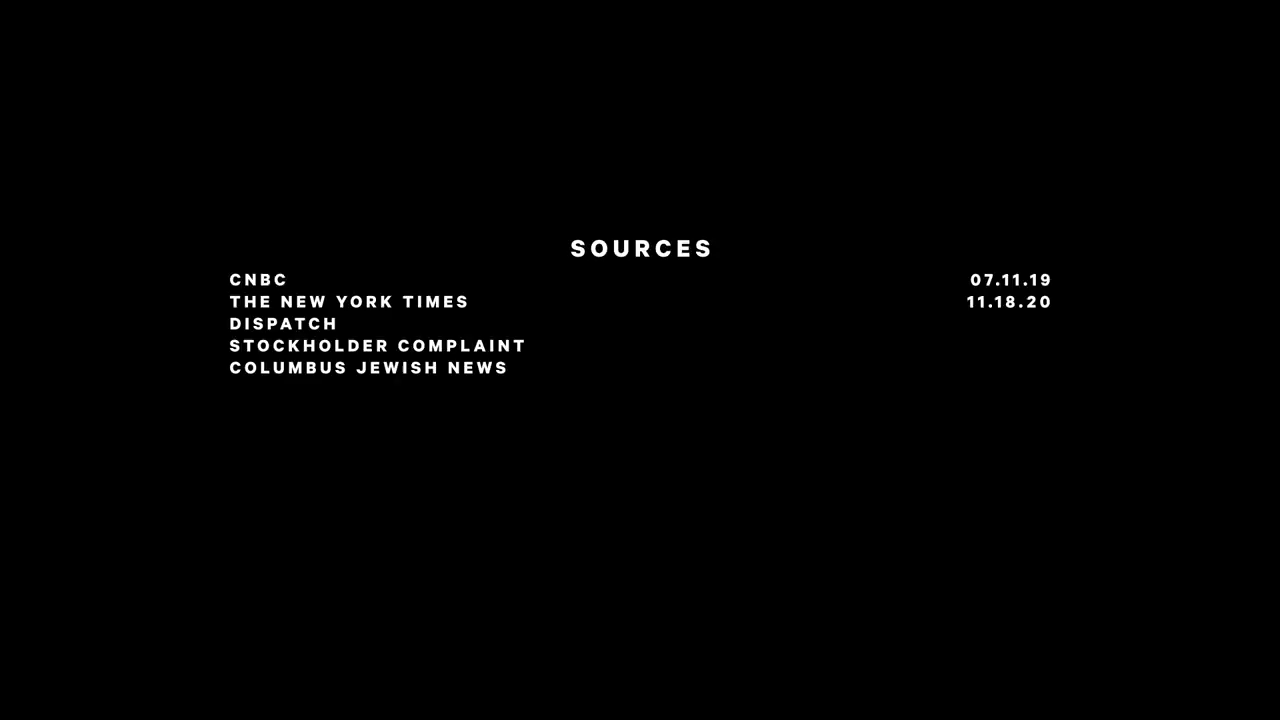 SOURCES
CNBC 07.11.19
THE NEW YORK TIMES 11.18.20
DISPATCH
STOCKHOLDER COMPLAINT
COLUMBUS JEWISH NEWS